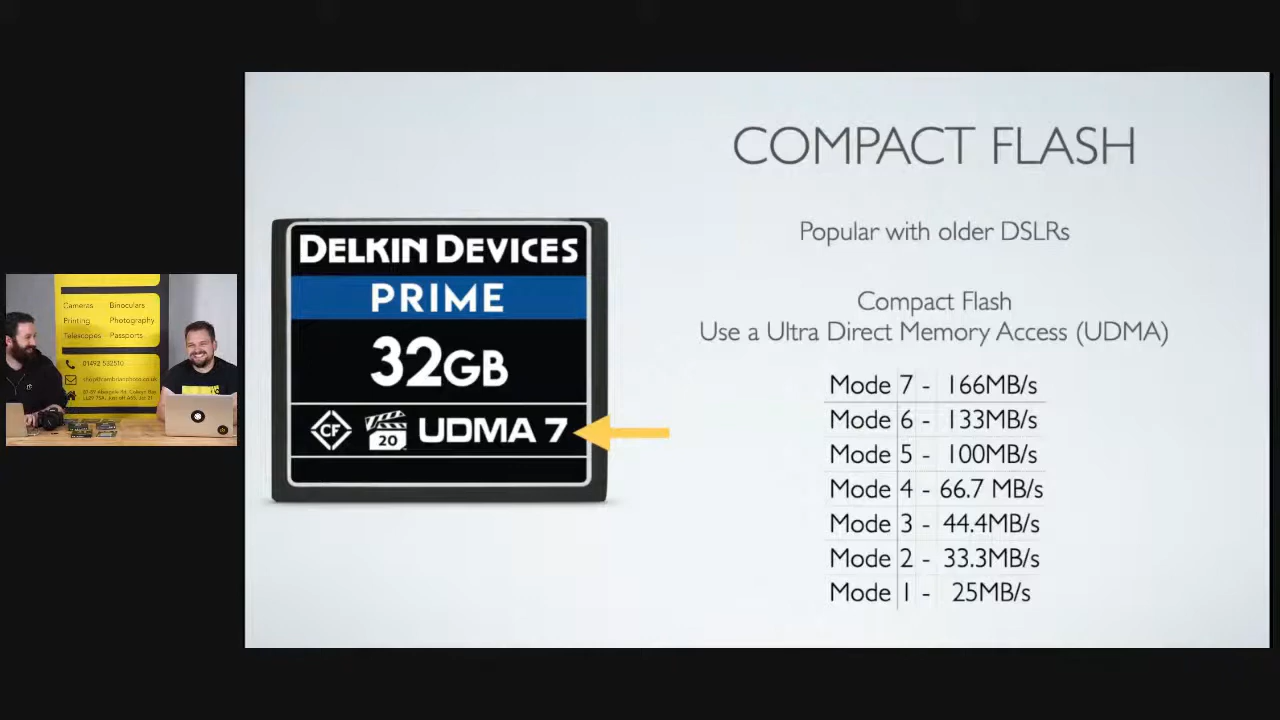 COMPACT FLASH
Popular with older DSLRs
Compact Flash
Use a Ultra Direct Memory Access (UDMA)
Mode 7 - 166MB/s
Mode 6 - 133MB/s
Mode 5 - 100MB/s
Mode 4 - 66.7 MB/s
Mode 3 - 44.4MB/s
Mode 2 - 33.3MB/s
Mode 1 - 25MB/s
DELKIN DEVICES
PRIME
32GB
CF 20 UDMA 7
Cameras Binoculars
Printing Photography
Telescopes Passports
01492 532510